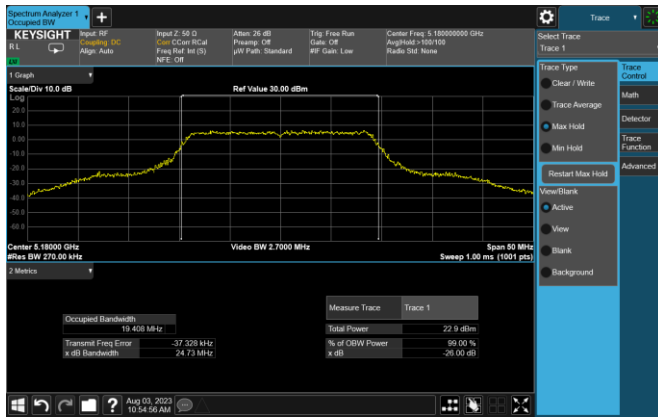 Spectrum Analyzer 1
Occupied BW
Trace
KEYSIGHT
R L
LXI
Input: RF
Coupling: DC
Align: Auto
Input Z: 50 Ω
Corr CCorr RCal
Freq Ref: Int (S)
NFE: Off
Atten: 26 dB
Preamp: Off
µW Path: Standard
Trig: Free Run
Gate: Off
#IF Gain: Low
Center Freq: 5.180000000 GHz
Avg|Hold:>100/100
Radio Std: None
Select Trace
Trace 1
1 Graph
Scale/Div 10.0 dB
Ref Value 30.00 dBm
Log
20.0
10.0
0.00
-10.0
-20.0
-30.0
-40.0
-50.0
-60.0
Center 5.18000 GHz
#Res BW 270.00 kHz
Video BW 2.7000 MHz
Span 50 MHz
Sweep 1.00 ms (1001 pts)
Trace Type
Clear / Write
Trace Average
Max Hold
Min Hold
Restart Max Hold
View/Blank
Active
View
Blank
Background
Trace
Control
Math
Detector
Trace
Function
Advanced
2 Metrics
Occupied Bandwidth
19.408 MHz
Transmit Freq Error -37.328 kHz
x dB Bandwidth 24.73 MHz
Measure Trace Trace 1
Total Power 22.9 dBm
% of OBW Power 99.00 %
x dB -26.00 dB
Aug 03, 2023
10:54:56 AM